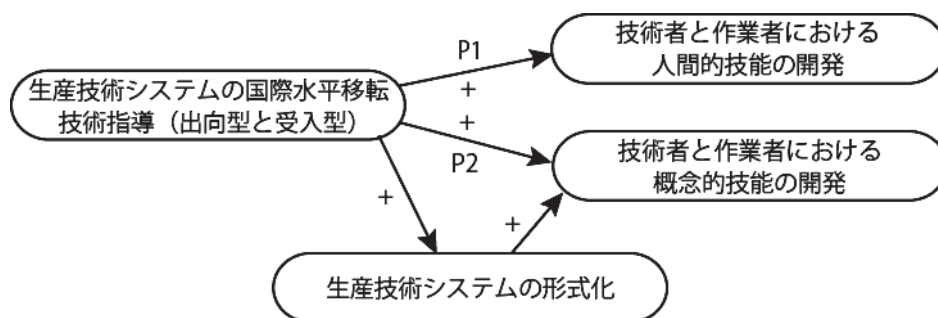 技術者と作業者における
人間的技能の開発
P1
+
生産技術システムの国際水平移転
技術指導（出向型と受入型）
+
P2
技術者と作業者における
概念的技能の開発
+
+
生産技術システムの形式化